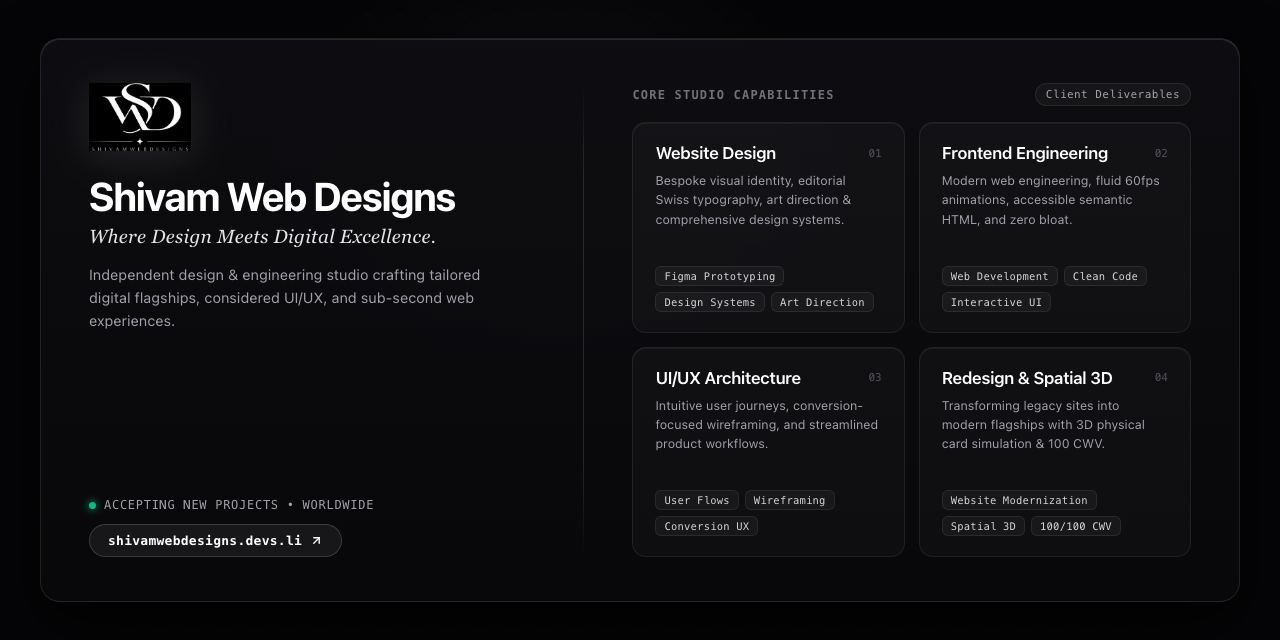 WSD
SHIVAMWEBDESIGNS
Shivam Web Designs
Where Design Meets Digital Excellence.
Independent design & engineering studio crafting tailored
digital flagships, considered UI/UX, and sub-second web
experiences.
ACCEPTING NEW PROJECTS • WORLDWIDE
shivamwebdesigns.devs.li ↗
CORE STUDIO CAPABILITIES
Client Deliverables
Website Design 01
Bespoke visual identity, editorial
Swiss typography, art direction &
comprehensive design systems.
Figma Prototyping
Design Systems Art Direction
Frontend Engineering 02
Modern web engineering, fluid 60fps
animations, accessible semantic
HTML, and zero bloat.
Web Development Clean Code
Interactive UI
UI/UX Architecture 03
Intuitive user journeys, conversion-
focused wireframing, and streamlined
product workflows.
User Flows Wireframing
Conversion UX
Redesign & Spatial 3D 04
Transforming legacy sites into
modern flagships with 3D physical
card simulation & 100 CWV.
Website Modernization
Spatial 3D 100/100 CWV